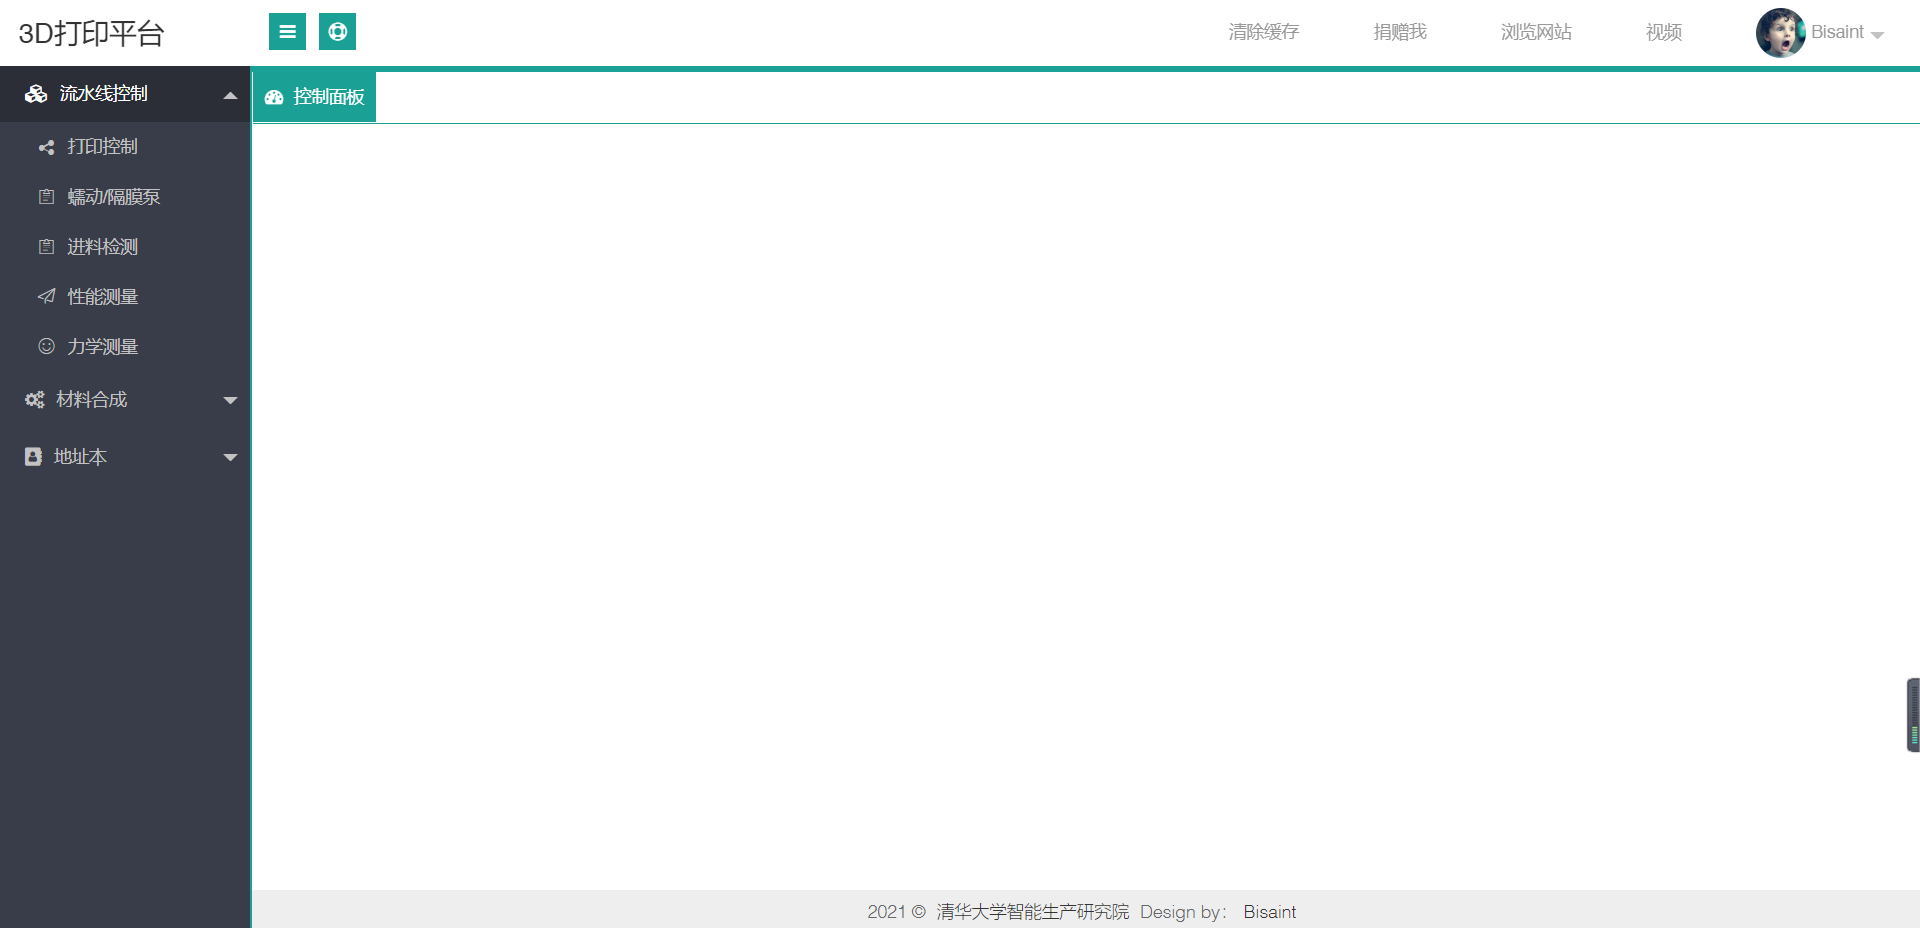 3D打印平台
清除缓存 捐赠我 浏览网站 视频 Bisaint
流水线控制
控制面板
打印控制
蠕动/隔膜泵
进料检测
性能测量
力学测量
材料合成
地址本
2021 © 清华大学智能生产研究院 Design by： Bisaint